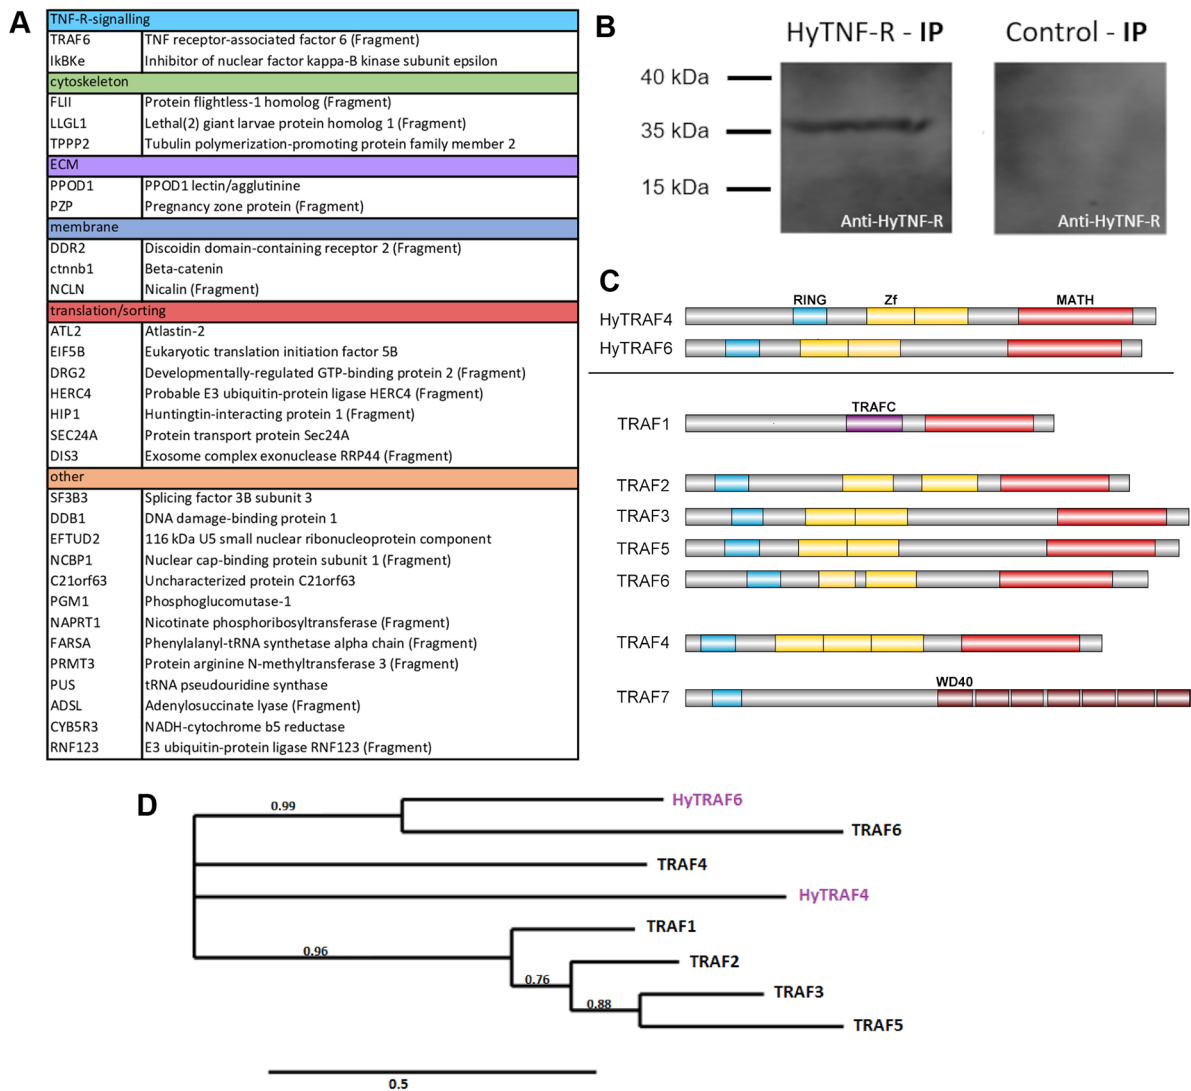 A
TNF-R-signalling
TRAF6 TNF receptor-associated factor 6 (Fragment)
IkBKe Inhibitor of nuclear factor kappa-B kinase subunit epsilon
cytoskeleton
FLII Protein flightless-1 homolog (Fragment)
LLGL1 Lethal(2) giant larvae protein homolog 1 (Fragment)
TPPP2 Tubulin polymerization-promoting protein family member 2
ECM
PPOD1 PPOD1 lectin/agglutinine
PZP Pregnancy zone protein (Fragment)
membrane
DDR2 Discoidin domain-containing receptor 2 (Fragment)
ctnnb1 Beta-catenin
NCLN Nicalin (Fragment)
translation/sorting
ATL2 Atlastin-2
EIF5B Eukaryotic translation initiation factor 5B
DRG2 Developmentally-regulated GTP-binding protein 2 (Fragment)
HERC4 Probable E3 ubiquitin-protein ligase HERC4 (Fragment)
HIP1 Huntingtin-interacting protein 1 (Fragment)
SEC24A Protein transport protein Sec24A
DIS3 Exosome complex exonuclease RRP44 (Fragment)
other
SF3B3 Splicing factor 3B subunit 3
DDB1 DNA damage-binding protein 1
EFTUD2 116 kDa U5 small nuclear ribonucleoprotein component
NCBP1 Nuclear cap-binding protein subunit 1 (Fragment)
C21orf63 Uncharacterized protein C21orf63
PGM1 Phosphoglucomutase-1
NAPRT1 Nicotinate phosphoribosyltransferase (Fragment)
FARSA Phenylalanyl-tRNA synthetase alpha chain (Fragment)
PRMT3 Protein arginine N-methyltransferase 3 (Fragment)
PUS tRNA pseudouridine synthase
ADSL Adenylosuccinate lyase (Fragment)
CYB5R3 NADH-cytochrome b5 reductase
RNF123 E3 ubiquitin-protein ligase RNF123 (Fragment)
B
HyTNF-R - IP Control - IP
40 kDa
35 kDa
15 kDa
Anti-HyTNF-R Anti-HyTNF-R
C
RING Zf MATH
HyTRAF4
HyTRAF6
TRAFC
TRAF1
TRAF2
TRAF3
TRAF5
TRAF6
TRAF4
WD40
TRAF7
D
0.99 HyTRAF6
TRAF6
TRAF4
HyTRAF4
TRAF1
0.96
TRAF2
0.76
TRAF3
0.88
TRAF5
0.5